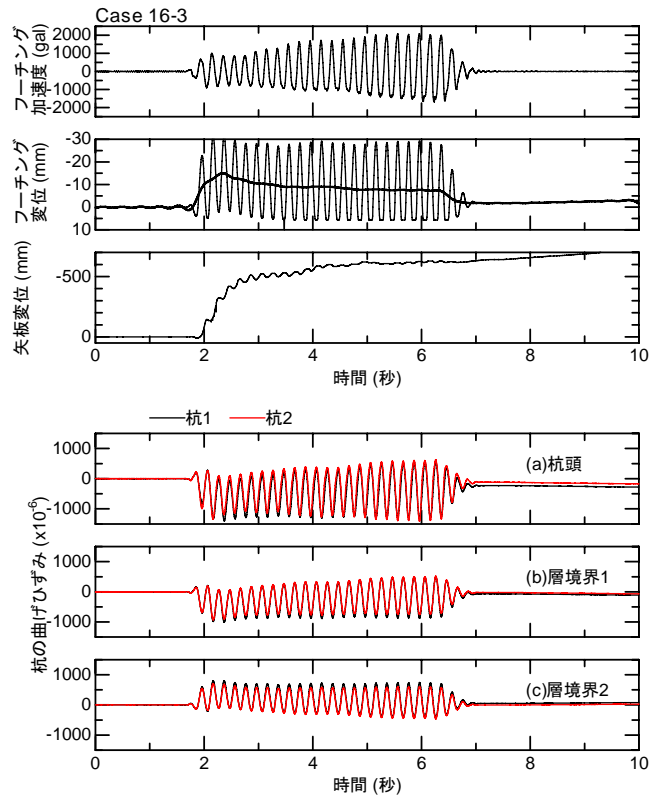 Case 16-3
フーチング
加速度 (gal)
2000
1000
0
-1000
-2000
フーチング
変位 (mm)
-30
-20
-10
0
10
矢板変位 (mm)
-500
0
0 2 4 6 8 10
時間 (秒)
杭1 杭2
杭の曲げひずみ (x10-6)
1000
0
-1000
(a)杭頭
1000
0
-1000
(b)層境界1
1000
0
-1000
(c)層境界2
0 2 4 6 8 10
時間 (秒)